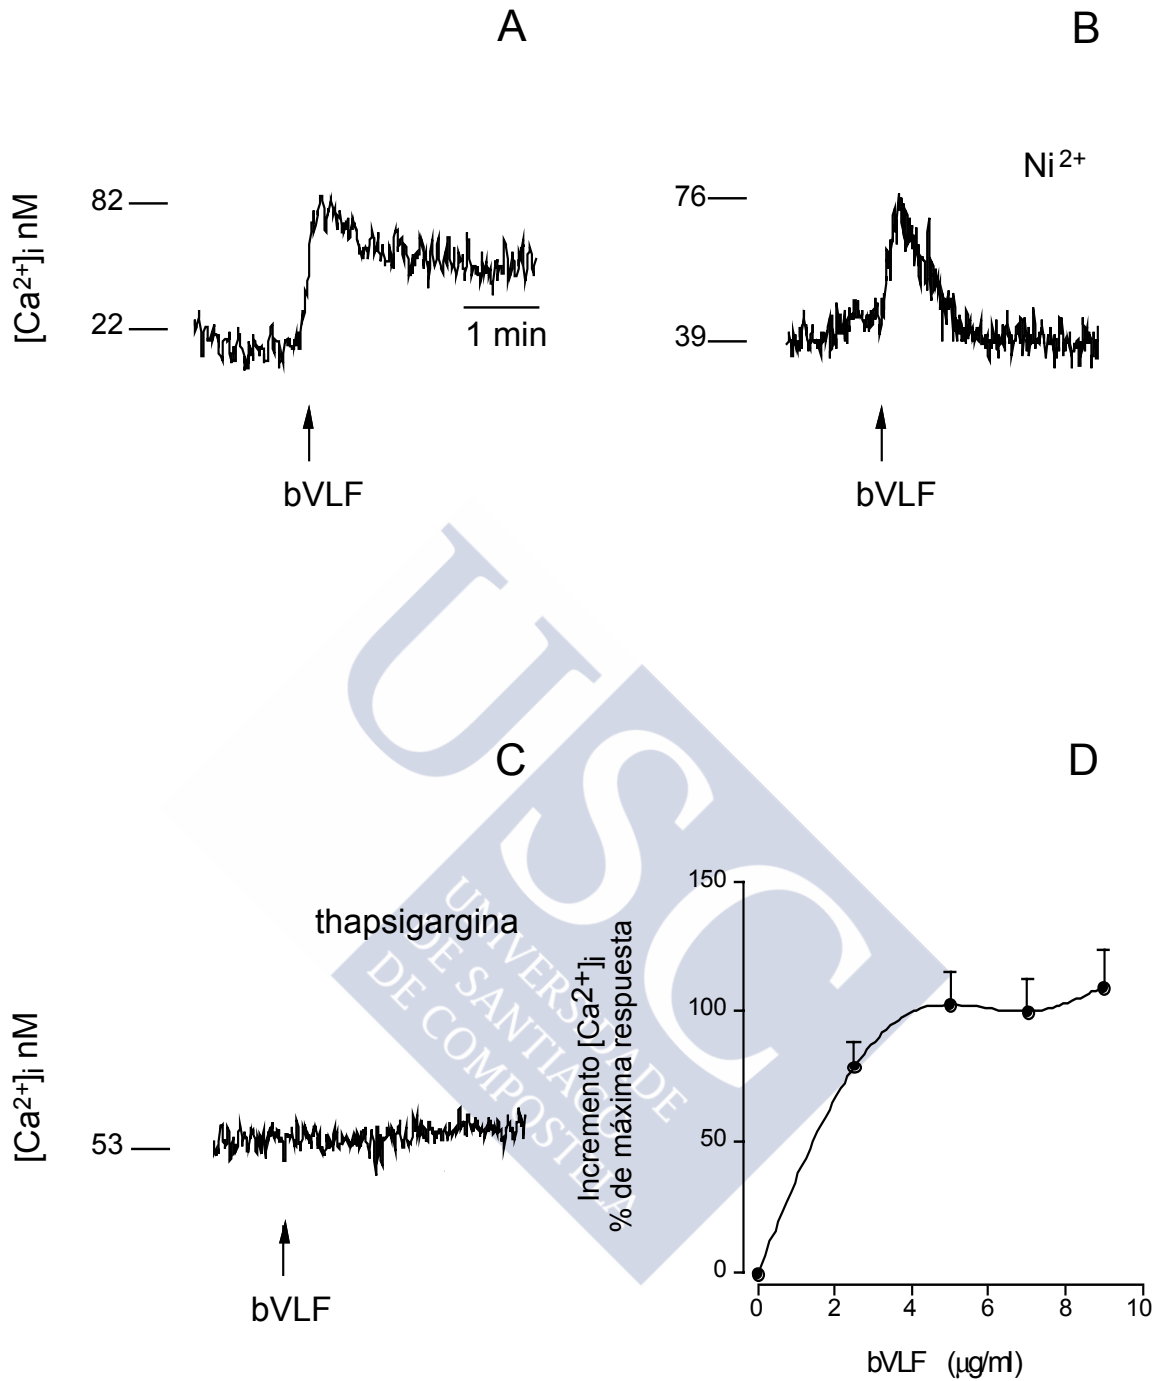 A
B
Ni2+
[Ca2+]i nM
82
22
1 min
bVLF
76
39
bVLF
C
D
thapsigargina
[Ca2+]i nM
53
bVLF
Incremento [Ca2+]i
% de máxima respuesta
150
100
50
0
0 2 4 6 8 10
bVLF (µg/ml)
USC
UNIVERSIDADE
DE SANTIAGO
DE COMPOSTELA